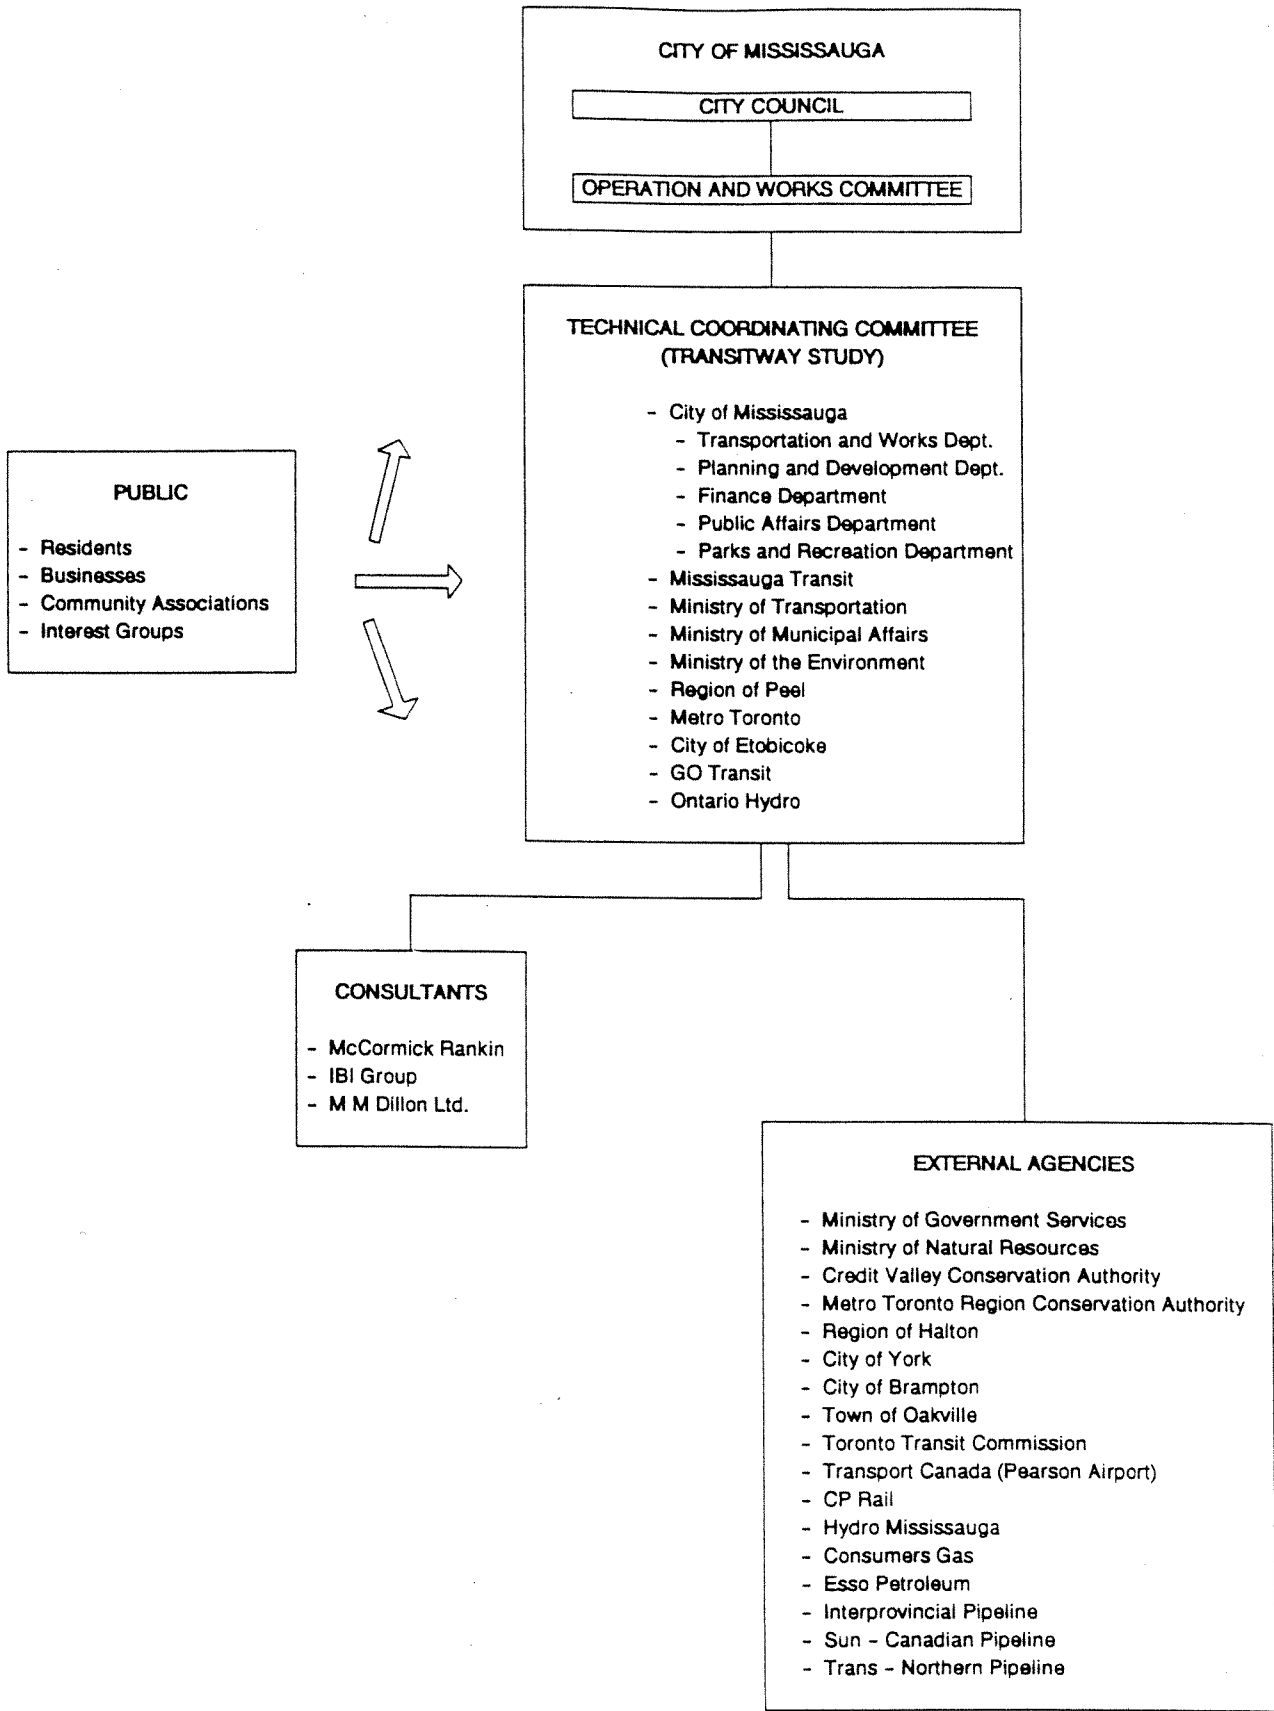 CITY OF MISSISSAUGA
CITY COUNCIL
OPERATION AND WORKS COMMITTEE
TECHNICAL COORDINATING COMMITTEE
(TRANSITWAY STUDY)
- City of Mississauga
- Transportation and Works Dept.
- Planning and Development Dept.
- Finance Department
- Public Affairs Department
- Parks and Recreation Department
- Mississauga Transit
- Ministry of Transportation
- Ministry of Municipal Affairs
- Ministry of the Environment
- Region of Peel
- Metro Toronto
- City of Etobicoke
- GO Transit
- Ontario Hydro
PUBLIC
- Residents
- Businesses
- Community Associations
- Interest Groups
CONSULTANTS
- McCormick Rankin
- IBI Group
- M M Dillon Ltd.
EXTERNAL AGENCIES
- Ministry of Government Services
- Ministry of Natural Resources
- Credit Valley Conservation Authority
- Metro Toronto Region Conservation Authority
- Region of Halton
- City of York
- City of Brampton
- Town of Oakville
- Toronto Transit Commission
- Transport Canada (Pearson Airport)
- CP Rail
- Hydro Mississauga
- Consumers Gas
- Esso Petroleum
- Interprovincial Pipeline
- Sun - Canadian Pipeline
- Trans - Northern Pipeline